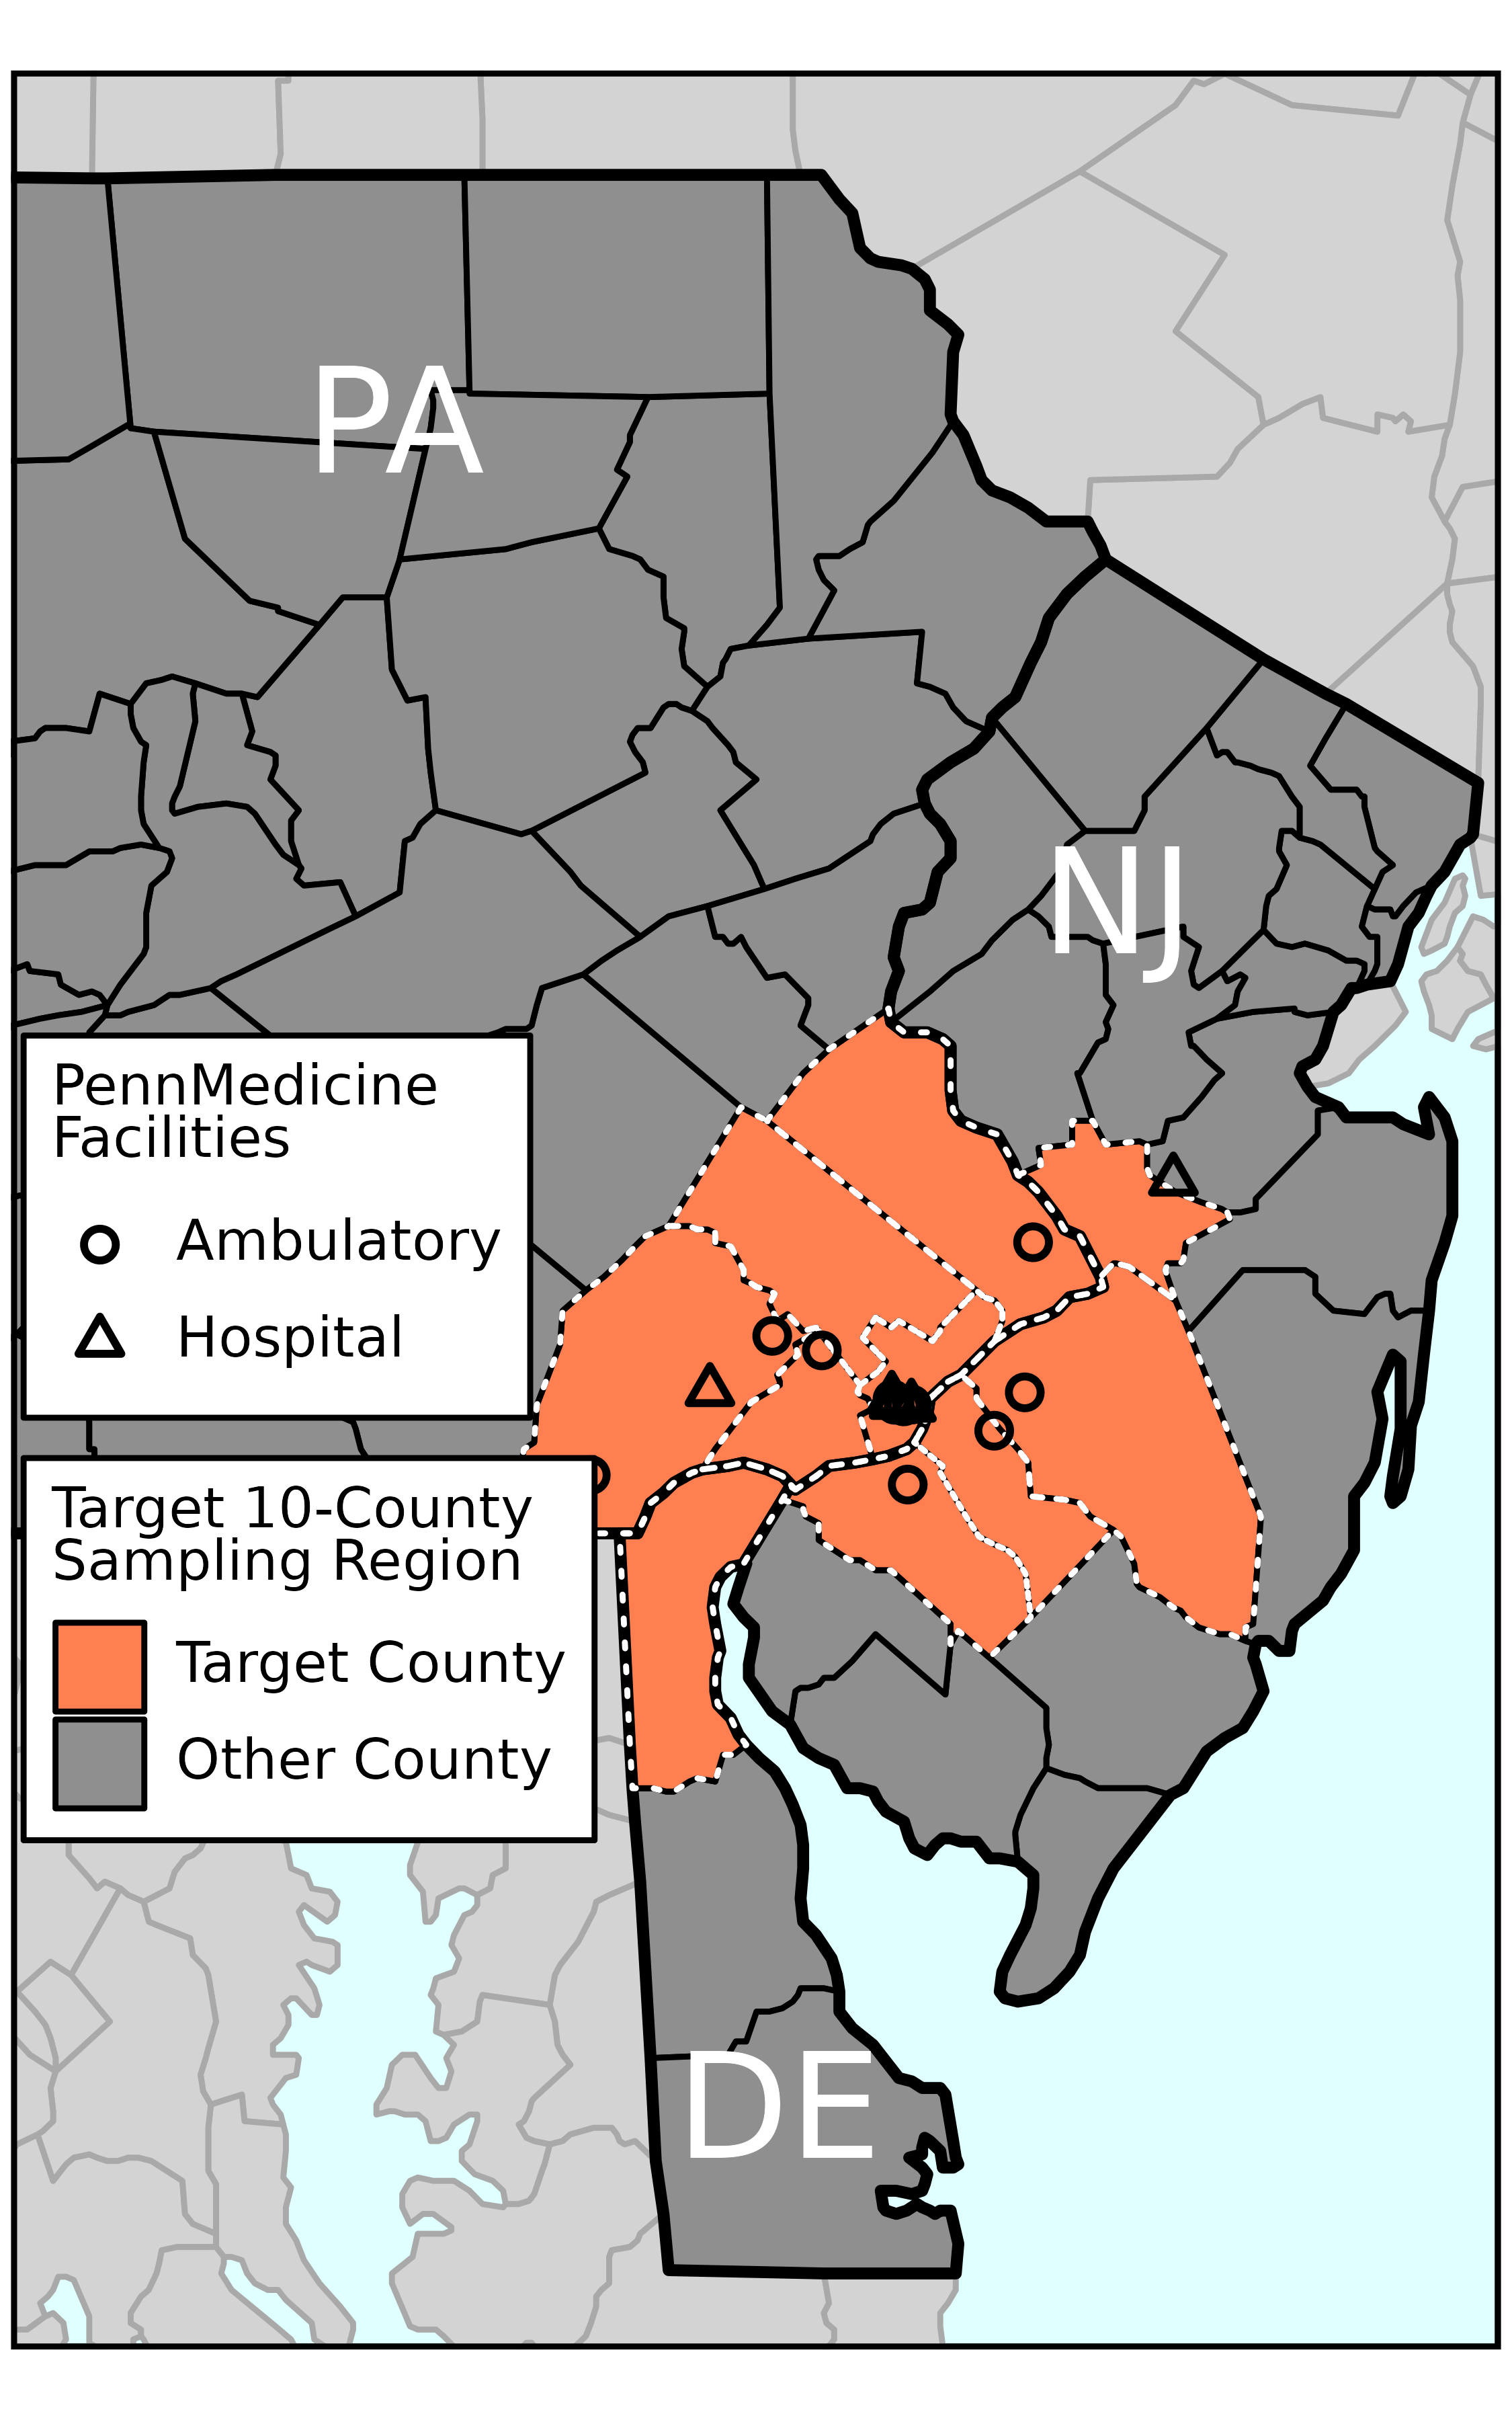 PA
NJ
PennMedicine
Facilities
Ambulatory
Hospital
Target 10-County
Sampling Region
Target County
Other County
DE